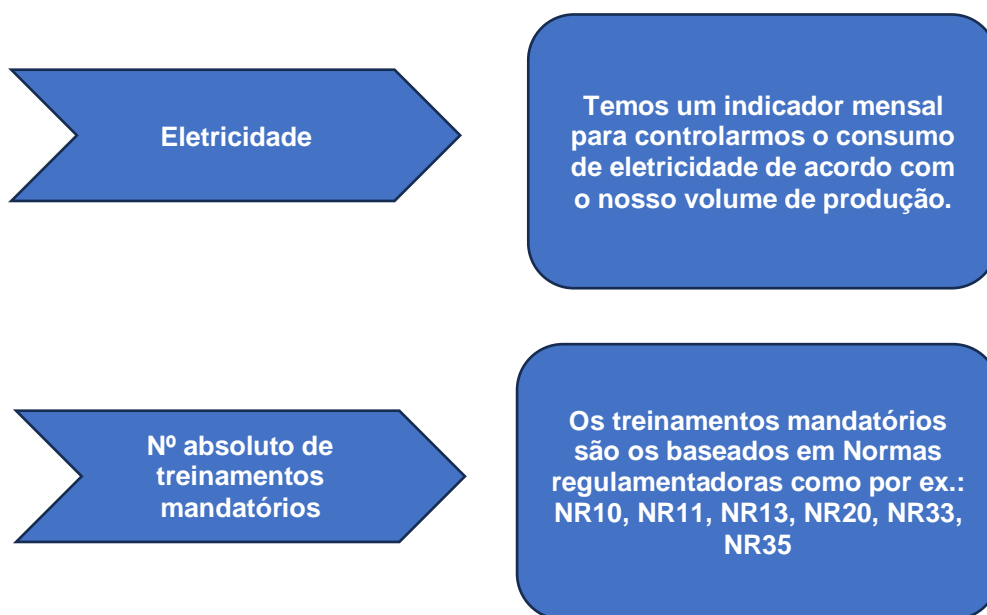 Eletricidade
Temos um indicador mensal
para controlarmos o consumo
de eletricidade de acordo com
o nosso volume de produção.
Nº absoluto de
treinamentos
mandatórios
Os treinamentos mandatórios
são os baseados em Normas
regulamentadoras como por ex.:
NR10, NR11, NR13, NR20, NR33,
NR35